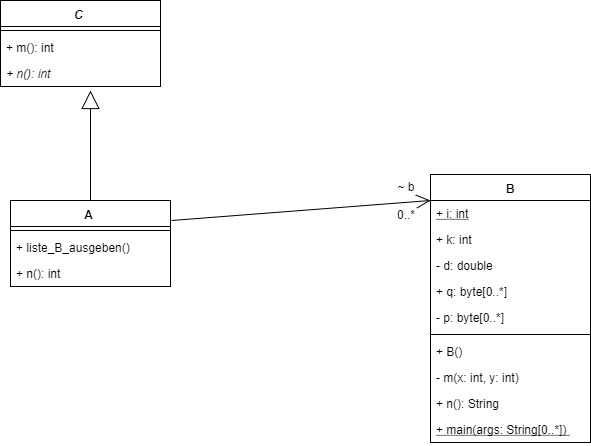 C
+ m(): int
+ n(): int
~ b
0..*
A
+ liste_B_ausgeben()
+ n(): int
B
+ i: int
+ k: int
- d: double
+ q: byte[0..*]
- p: byte[0..*]
+ B()
- m(x: int, y: int)
+ n(): String
+ main(args: String[0..*])